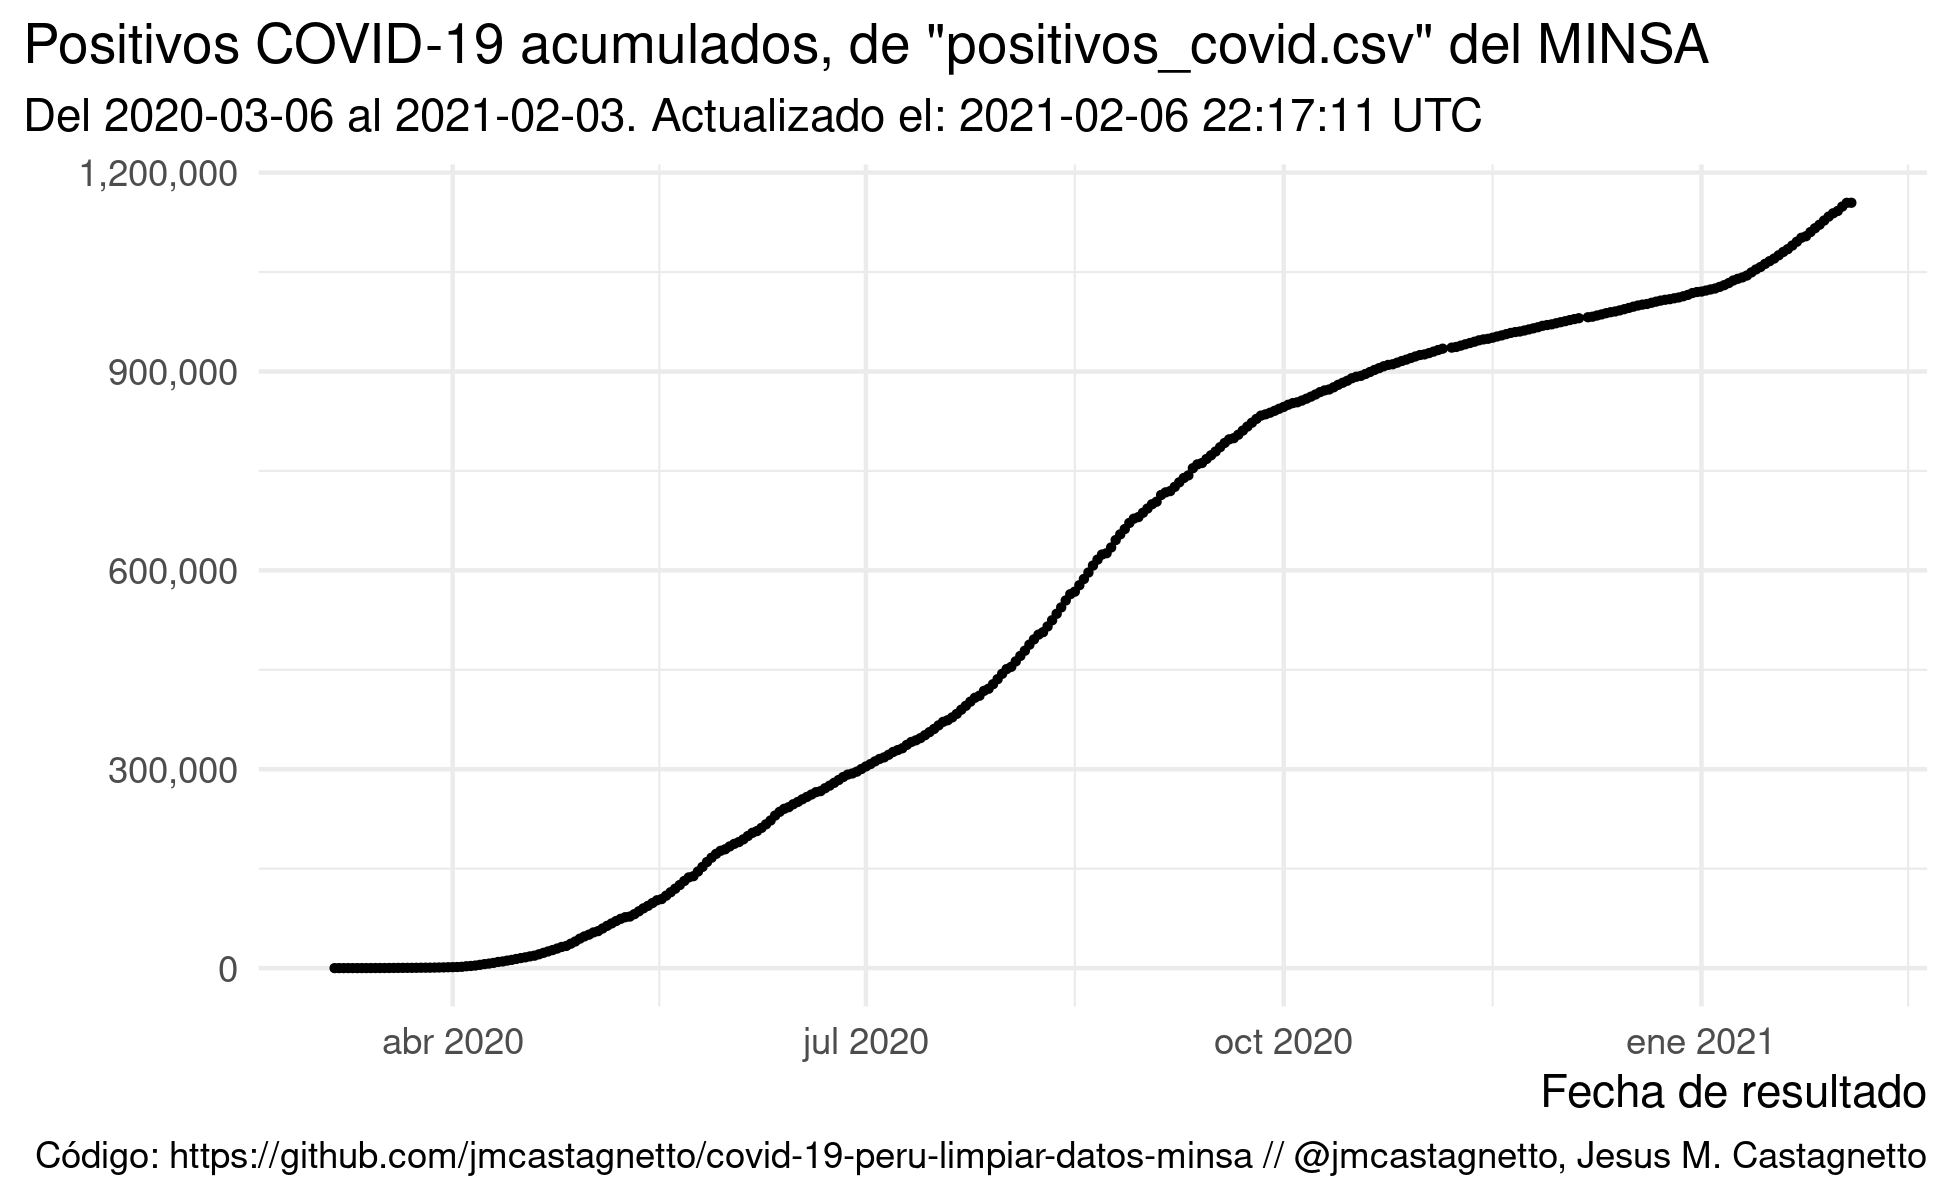 Positivos COVID-19 acumulados, de "positivos_covid.csv" del MINSA
Del 2020-03-06 al 2021-02-03. Actualizado el: 2021-02-06 22:17:11 UTC
1,200,000
900,000
600,000
300,000
0
abr 2020
jul 2020
oct 2020
ene 2021
Fecha de resultado
Código: https://github.com/jmcastagnetto/covid-19-peru-limpiar-datos-minsa // @jmcastagnetto, Jesus M. Castagnetto